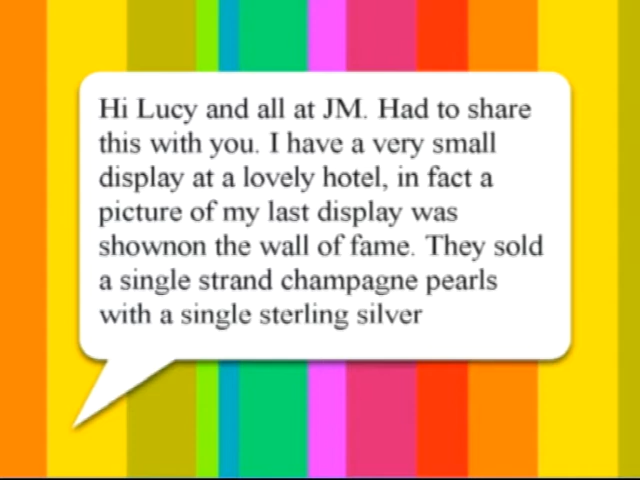 Hi Lucy and all at JM. Had to share
this with you. I have a very small
display at a lovely hotel, in fact a
picture of my last display was
shownon the wall of fame. They sold
a single strand champagne pearls
with a single sterling silver